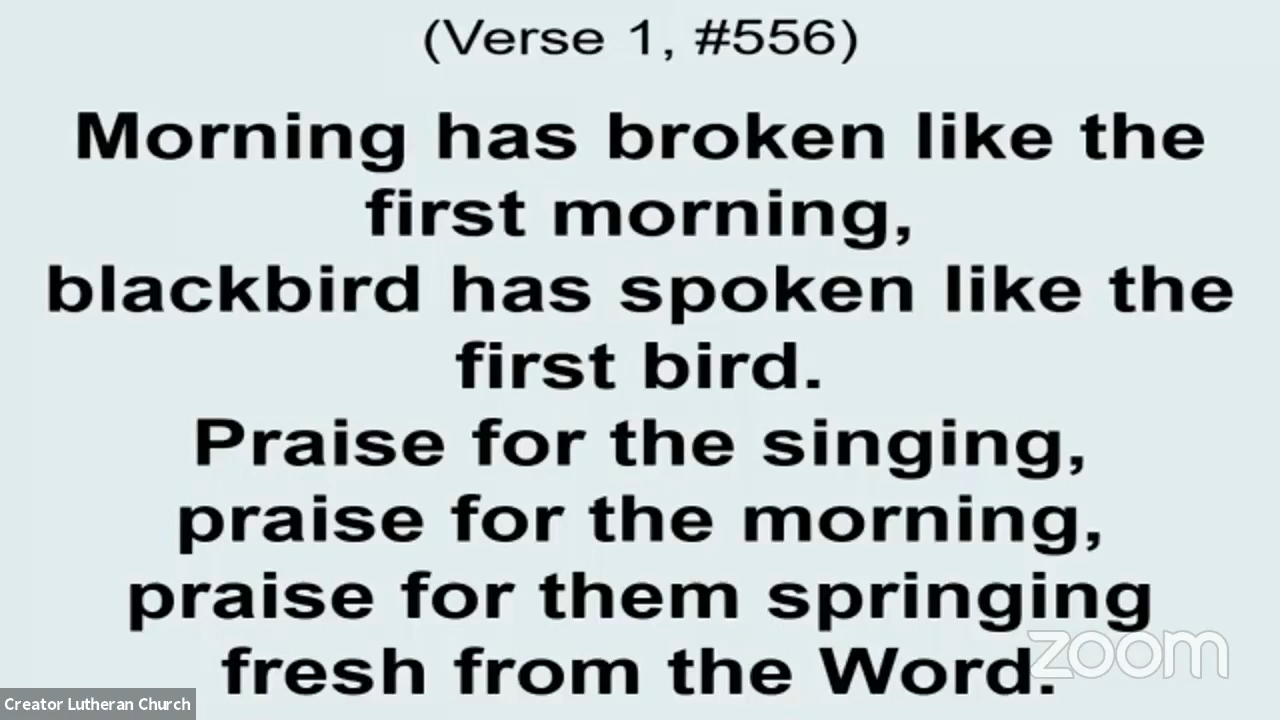 (Verse 1, #556)
Morning has broken like the
first morning,
blackbird has spoken like the
first bird.
Praise for the singing,
praise for the morning,
praise for them springing
fresh from the Word.
zoom
Creator Lutheran Church